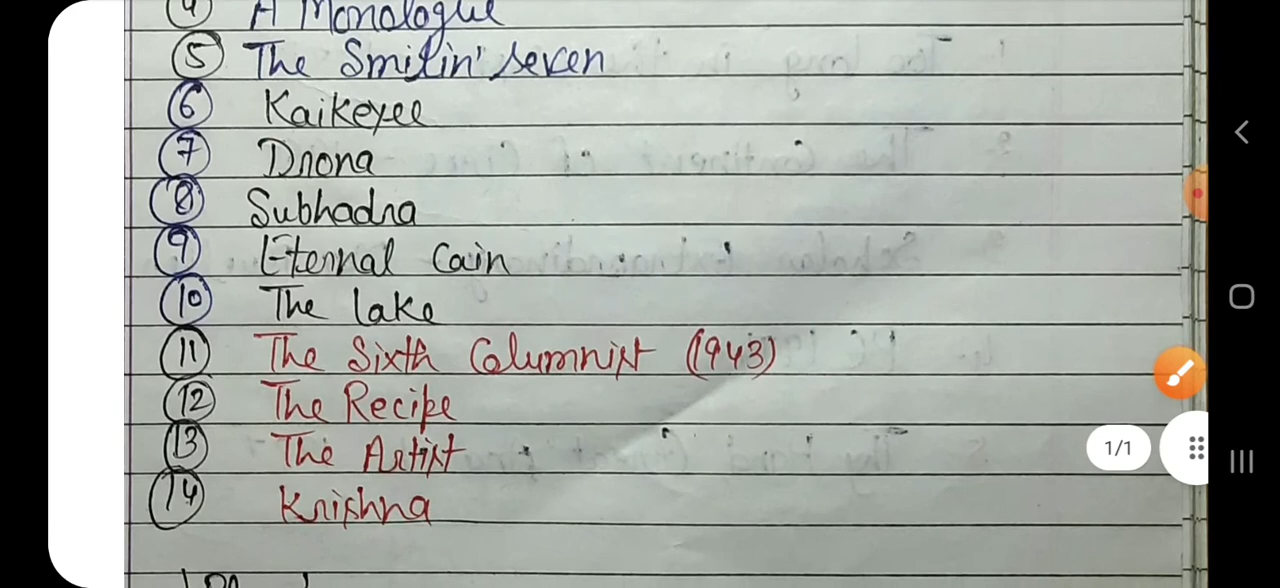 4 A Monologue
5 The Smilin' Seven
6 Kaikeyee
7 Drona
8 Subhadra
9 Eternal Cain
10 The lake
11 The Sixth Columnist (1943)
12 The Recipe
13 The Artist
14 Krishna
1/1